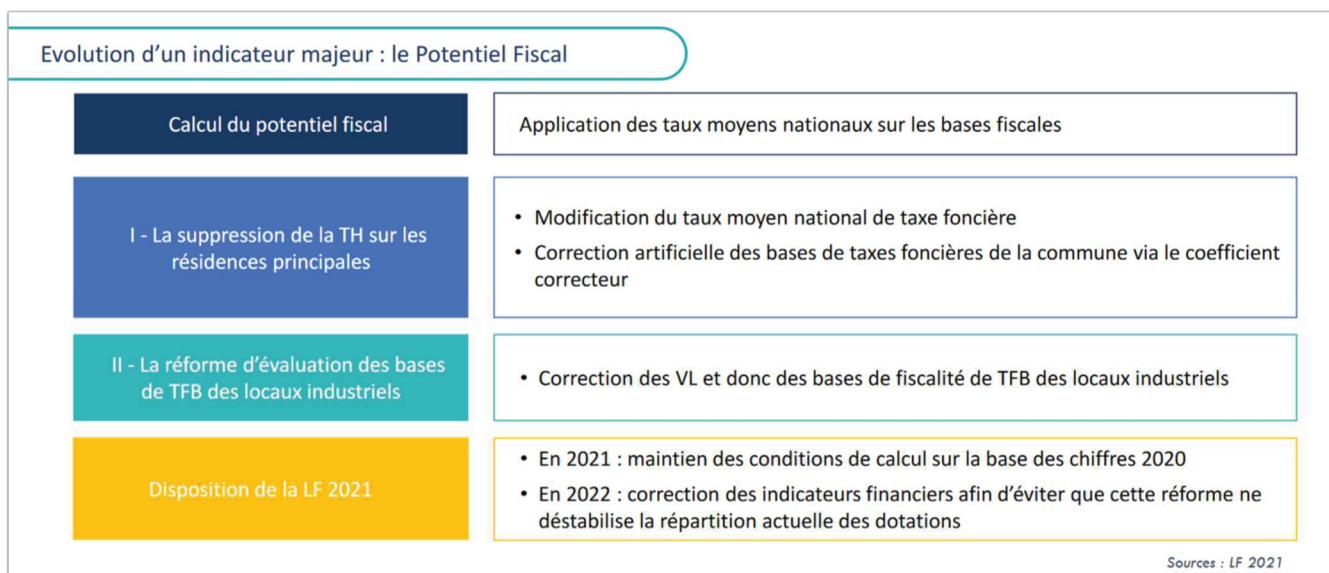 Evolution d'un indicateur majeur : le Potentiel Fiscal
Calcul du potentiel fiscal
Application des taux moyens nationaux sur les bases fiscales
I - La suppression de la TH sur les
résidences principales
• Modification du taux moyen national de taxe foncière
• Correction artificielle des bases de taxes foncières de la commune via le coefficient
correcteur
II - La réforme d'évaluation des bases
de TFB des locaux industriels
• Correction des VL et donc des bases de fiscalité de TFB des locaux industriels
Disposition de la LF 2021
• En 2021 : maintien des conditions de calcul sur la base des chiffres 2020
• En 2022 : correction des indicateurs financiers afin d'éviter que cette réforme ne
déstabilise la répartition actuelle des dotations
Sources : LF 2021